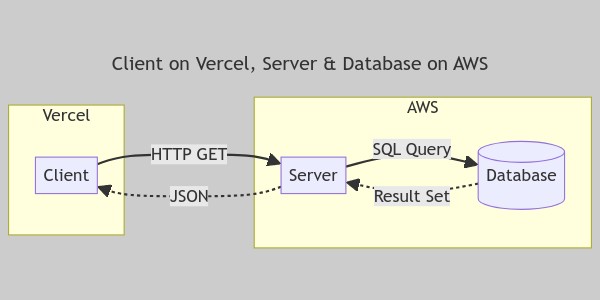 Client on Vercel, Server & Database on AWS
Vercel
AWS
Client
HTTP GET
JSON
Server
SQL Query
Result Set
Database